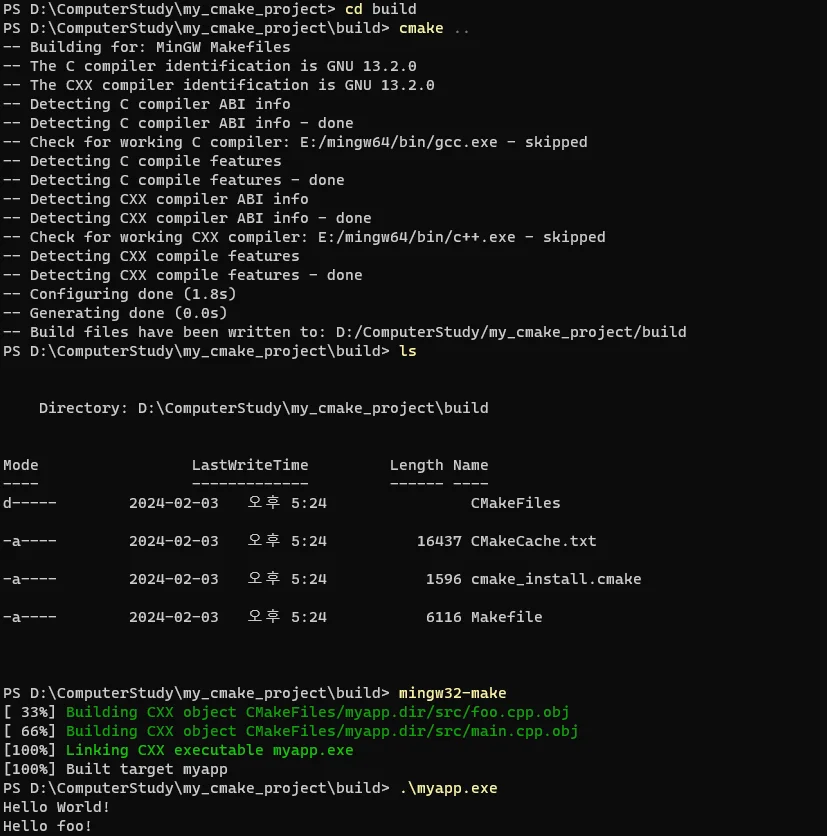 PS D:\ComputerStudy\my_cmake_project> cd build
PS D:\ComputerStudy\my_cmake_project\build> cmake ..
-- Building for: MinGW Makefiles
-- The C compiler identification is GNU 13.2.0
-- The CXX compiler identification is GNU 13.2.0
-- Detecting C compiler ABI info
-- Detecting C compiler ABI info - done
-- Check for working C compiler: E:/mingw64/bin/gcc.exe - skipped
-- Detecting C compile features
-- Detecting C compile features - done
-- Detecting CXX compiler ABI info
-- Detecting CXX compiler ABI info - done
-- Check for working CXX compiler: E:/mingw64/bin/c++.exe - skipped
-- Detecting CXX compile features
-- Detecting CXX compile features - done
-- Configuring done (1.8s)
-- Generating done (0.0s)
-- Build files have been written to: D:/ComputerStudy/my_cmake_project/build
PS D:\ComputerStudy\my_cmake_project\build> ls
Directory: D:\ComputerStudy\my_cmake_project\build
Mode LastWriteTime Length Name
---- ------------- ------ ----
d----- 2024-02-03 오후 5:24 CMakeFiles
-a---- 2024-02-03 오후 5:24 16437 CMakeCache.txt
-a---- 2024-02-03 오후 5:24 1596 cmake_install.cmake
-a---- 2024-02-03 오후 5:24 6116 Makefile
PS D:\ComputerStudy\my_cmake_project\build> mingw32-make
[ 33%] Building CXX object CMakeFiles/myapp.dir/src/foo.cpp.obj
[ 66%] Building CXX object CMakeFiles/myapp.dir/src/main.cpp.obj
[100%] Linking CXX executable myapp.exe
[100%] Built target myapp
PS D:\ComputerStudy\my_cmake_project\build> .\myapp.exe
Hello World!
Hello foo!